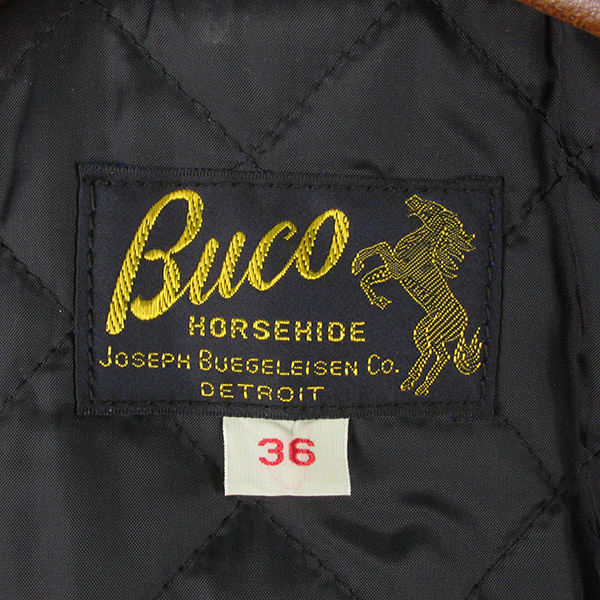 Buco
HORSEHIDE
JOSEPH BUEGELEISEN CO.
DETROIT
36